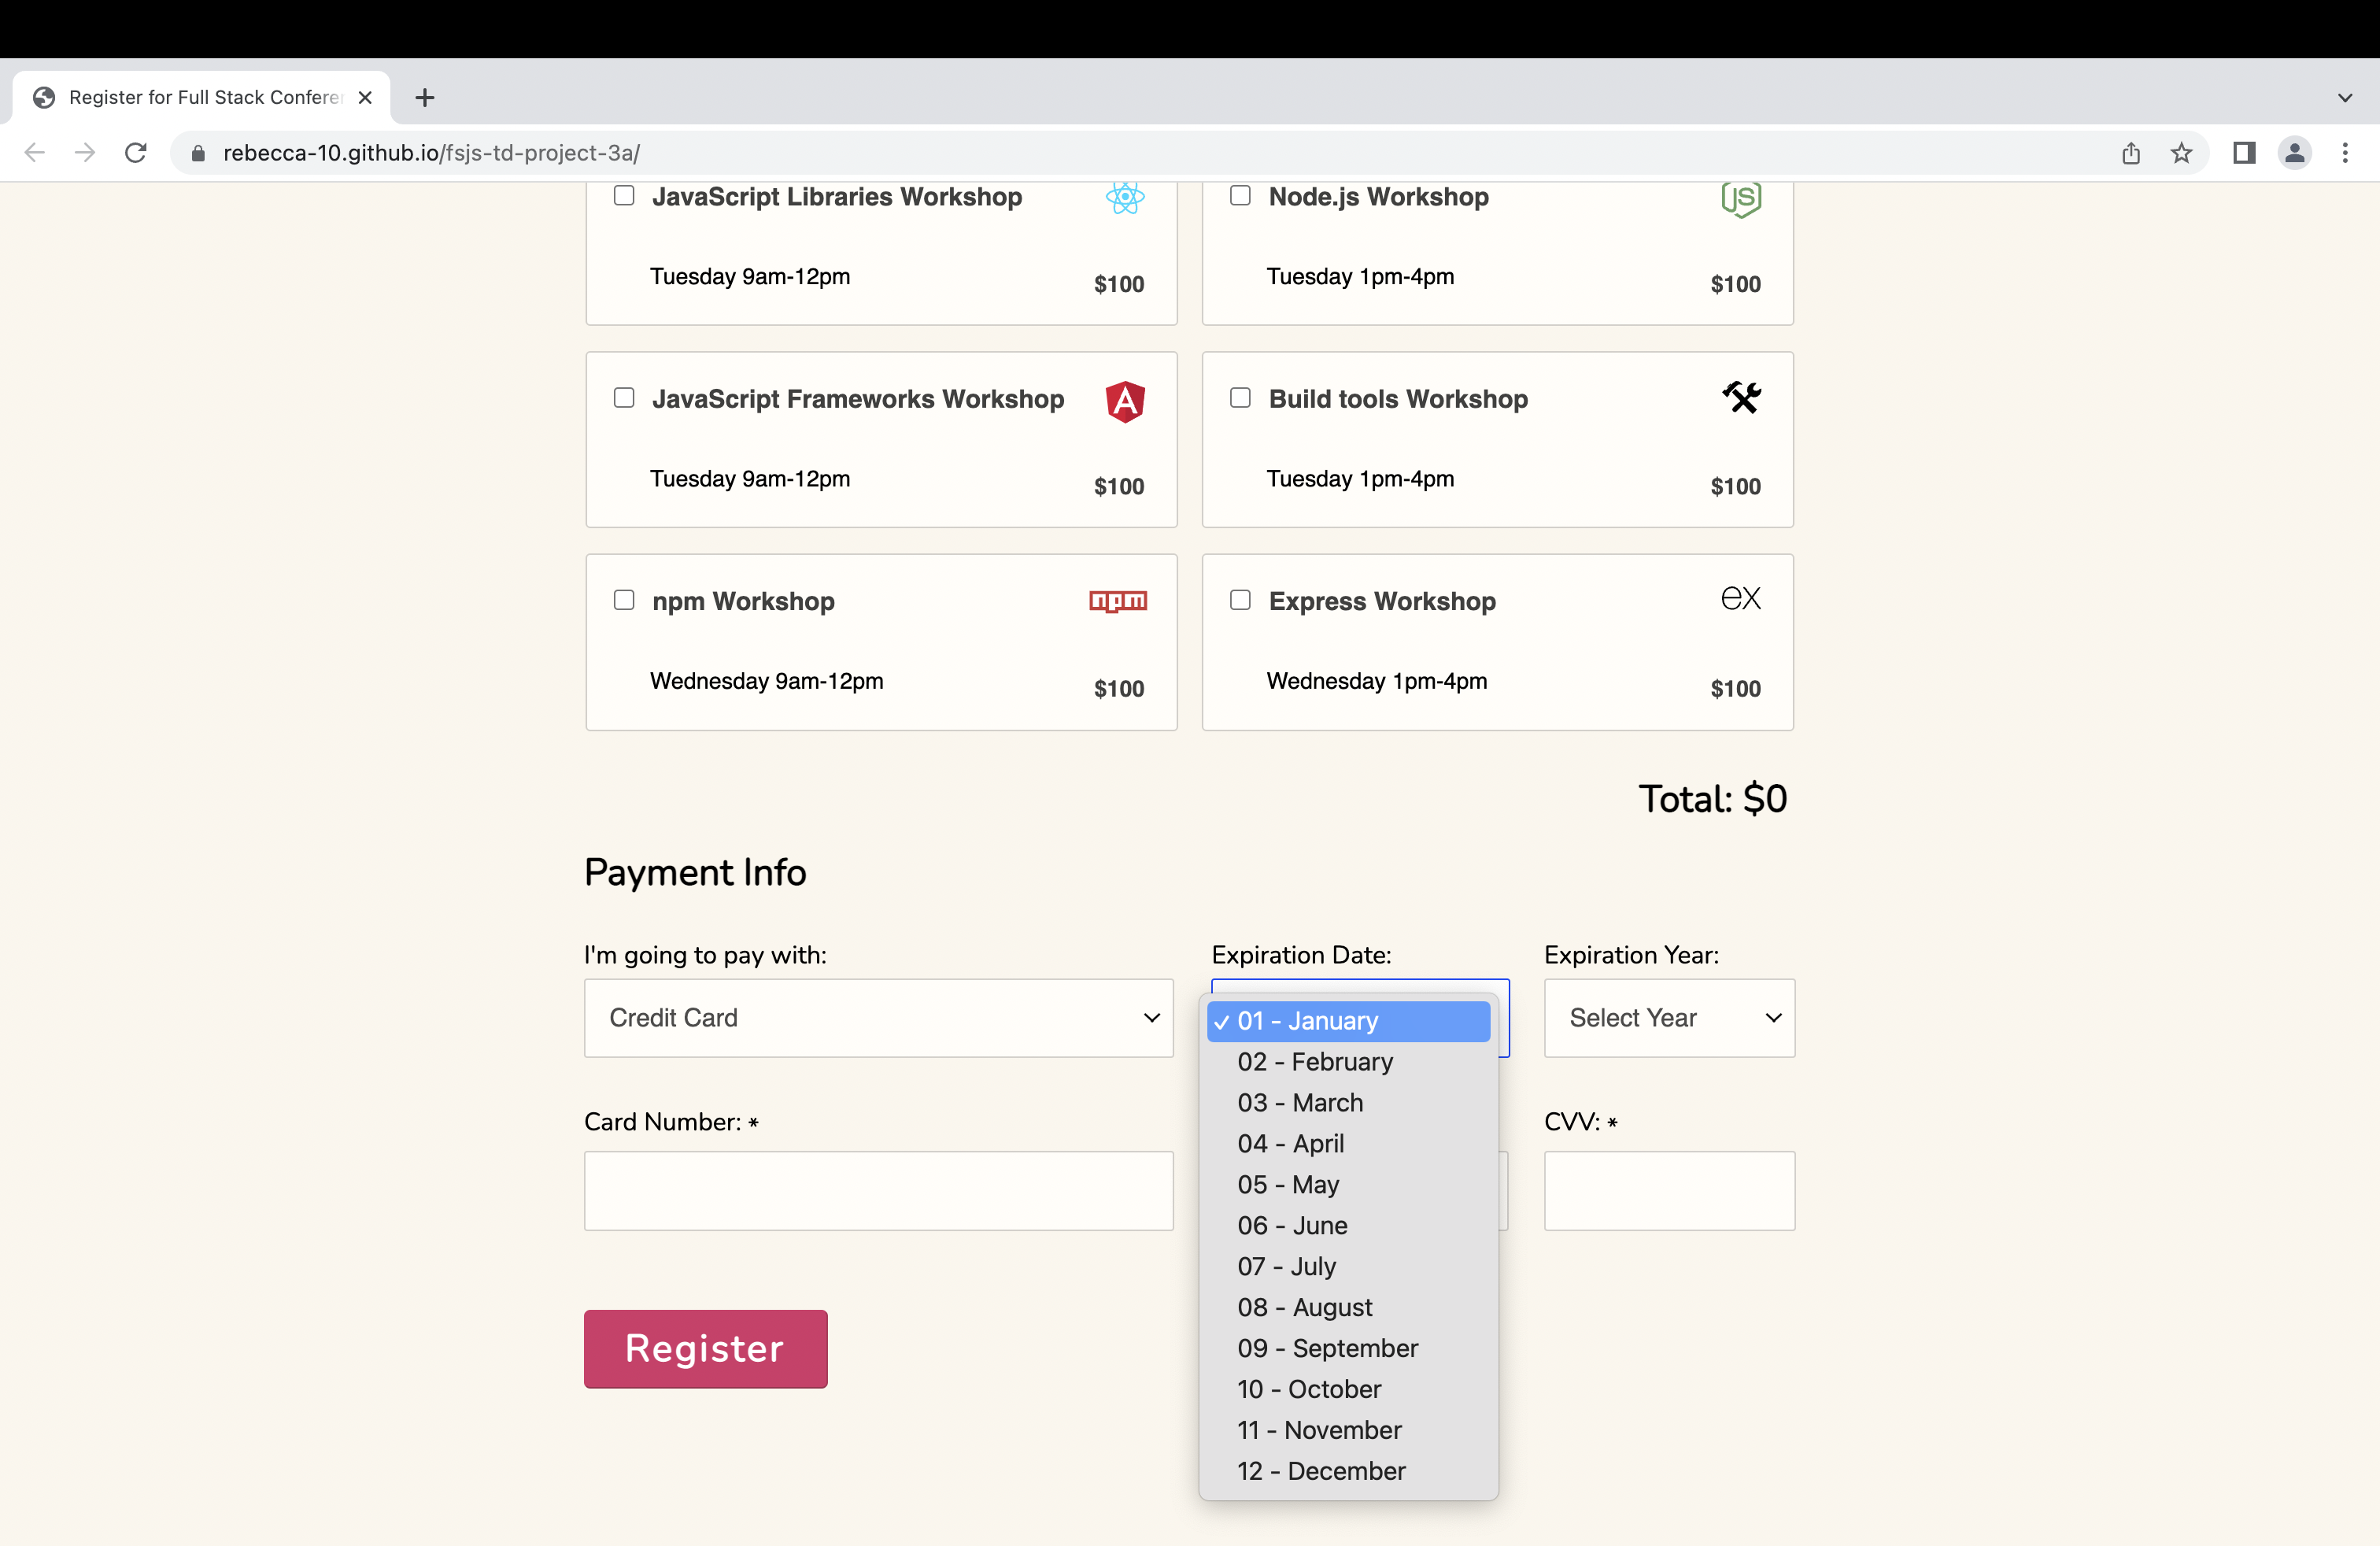 Register for Full Stack Conferen
rebecca-10.github.io/fsjs-td-project-3a/
JavaScript Libraries Workshop
Tuesday 9am-12pm
$100
Node.js Workshop
JS
Tuesday 1pm-4pm
$100
JavaScript Frameworks Workshop
A
Tuesday 9am-12pm
$100
Build tools Workshop
Tuesday 1pm-4pm
$100
npm Workshop
npm
Wednesday 9am-12pm
$100
Express Workshop
ex
Wednesday 1pm-4pm
$100
Total: $0
Payment Info
I'm going to pay with:
Credit Card
Expiration Date:
✓ 01 - January
02 - February
03 - March
04 - April
05 - May
06 - June
07 - July
08 - August
09 - September
10 - October
11 - November
12 - December
Expiration Year:
Select Year
Card Number: *
CVV: *
Register